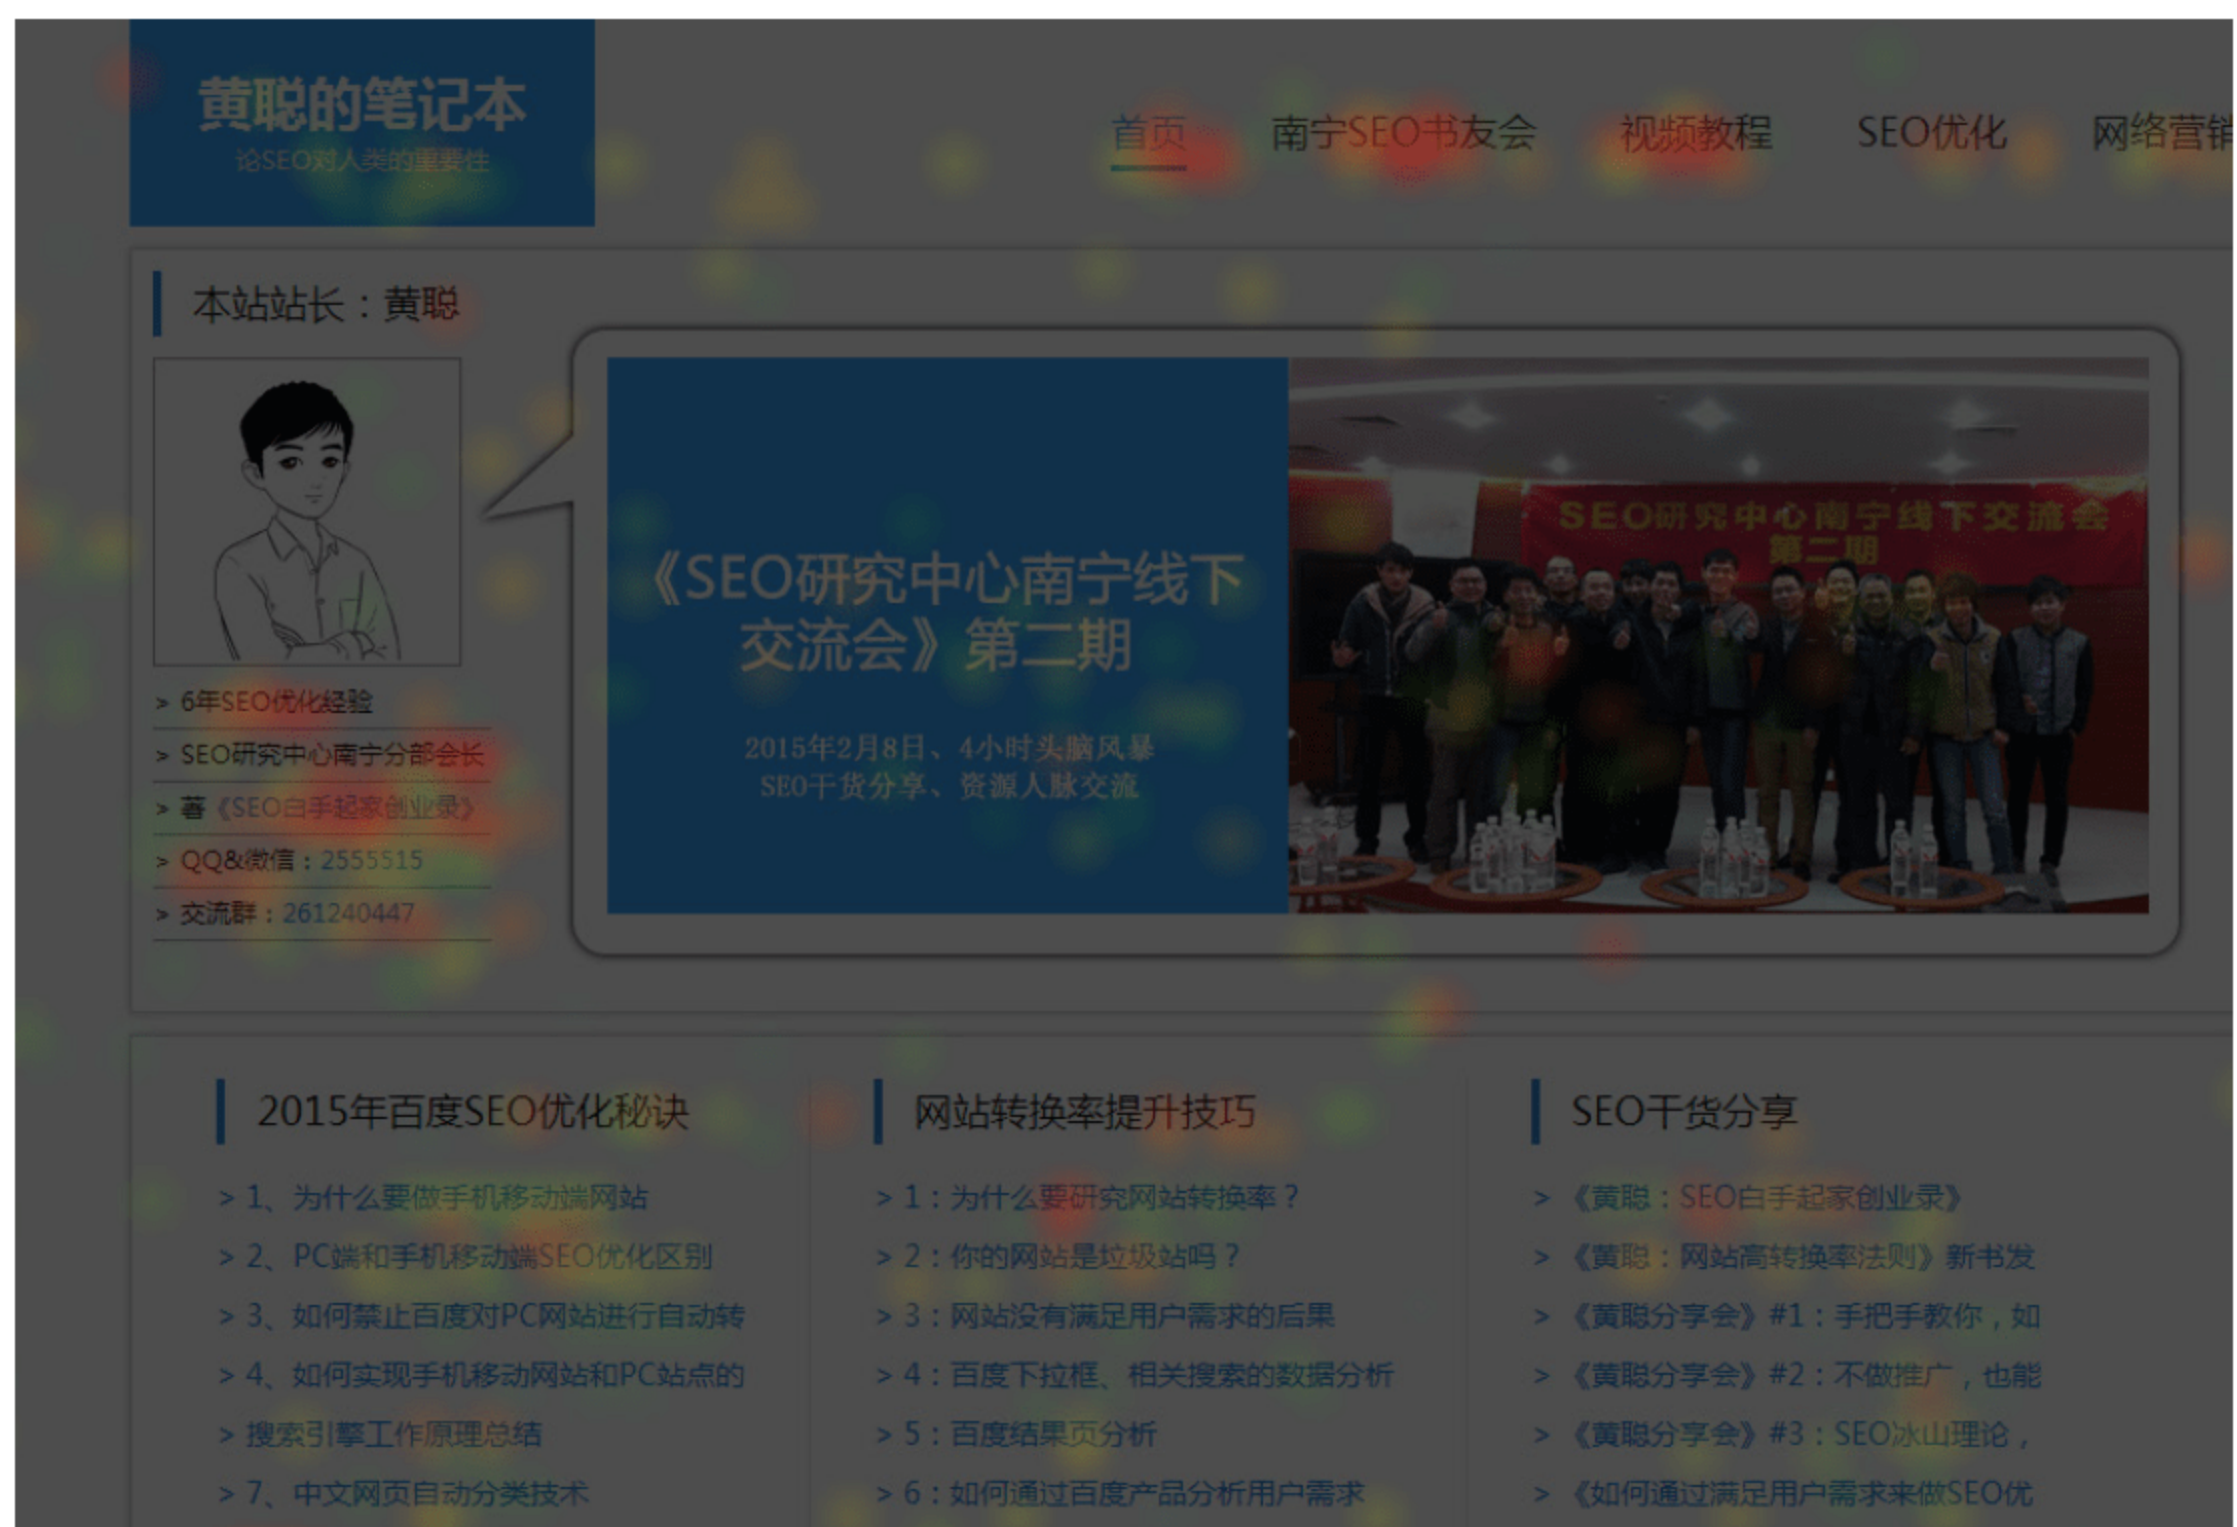 黄聪的笔记本
论SEO对人类的重要性
首页 南宁SEO书友会 视频教程 SEO优化 网络营销
本站站长：黄聪
> 6年SEO优化经验
> SEO研究中心南宁分部会长
> 著《SEO白手起家创业录》
> QQ&微信：2555515
> 交流群：261240447
《SEO研究中心南宁线下
交流会》第二期
2015年2月8日、4小时头脑风暴
SEO干货分享、资源人脉交流
SEO研究中心南宁线下交流会
第二期
2015年百度SEO优化秘诀
> 1、为什么要做手机移动端网站
> 2、PC端和手机移动端SEO优化区别
> 3、如何禁止百度对PC网站进行自动转
> 4、如何实现手机移动网站和PC站点的
> 搜索引擎工作原理总结
> 7、中文网页自动分类技术
网站转换率提升技巧
> 1：为什么要研究网站转换率？
> 2：你的网站是垃圾站吗？
> 3：网站没有满足用户需求的后果
> 4：百度下拉框、相关搜索的数据分析
> 5：百度结果页分析
> 6：如何通过百度产品分析用户需求
SEO干货分享
> 《黄聪：SEO白手起家创业录》
> 《黄聪：网站高转换率法则》新书发
> 《黄聪分享会》#1：手把手教你，如
> 《黄聪分享会》#2：不做推广，也能
> 《黄聪分享会》#3：SEO冰山理论，
> 《如何通过满足用户需求来做SEO优